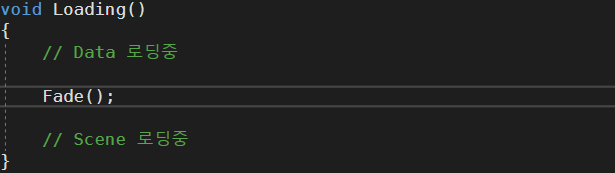 void Loading()
{
// Data 로딩중
Fade();
// Scene 로딩중
}